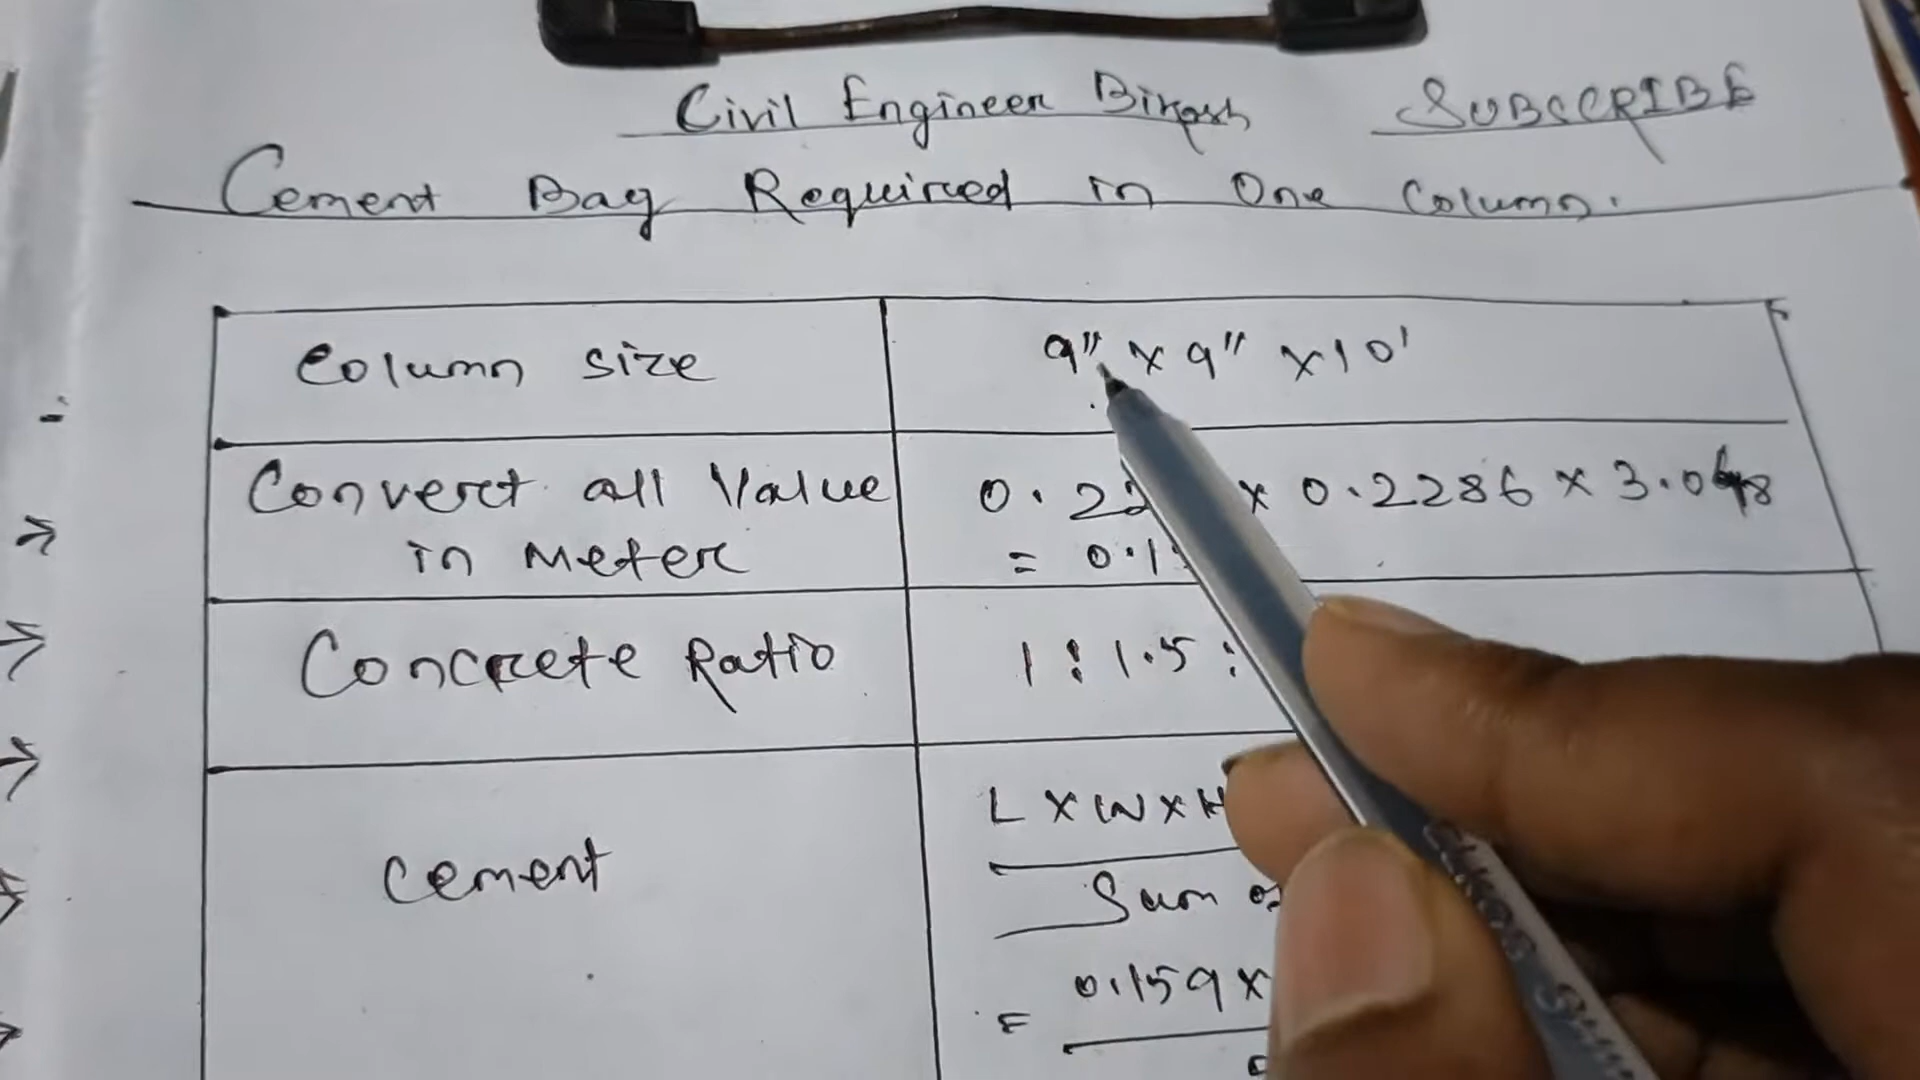 Civil Engineer Bikash SUBSCRIBE
Cement Bag Required in One Column.
Column size 9" x 9" x 10'
Convert all Value in Meter 0.22 x 0.2286 x 3.048
= 0.1
Concrete Ratio 1 : 1.5 :
Cement L x W x H
Sum of
= 0.159 x